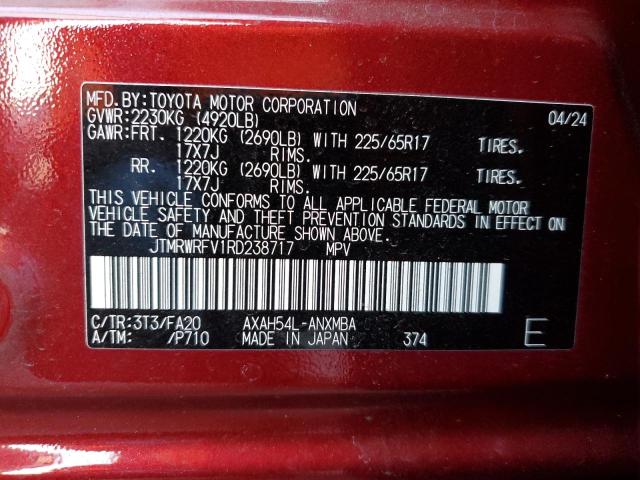 MFD.BY:TOYOTA MOTOR CORPORATION 04/24
GVWR:2230KG (4920LB)
GAWR:FRT. 1220KG (2690LB) WITH 225/65R17 TIRES.
17X7J RIMS.
RR. 1220KG (2690LB) WITH 225/65R17 TIRES.
17X7J RIMS.
THIS VEHICLE CONFORMS TO ALL APPLICABLE FEDERAL MOTOR
VEHICLE SAFETY AND THEFT PREVENTION STANDARDS IN EFFECT ON
THE DATE OF MANUFACTURE SHOWN ABOVE.
JTMRWRFV1RD238717 MPV
C/TR:3T3/FA20 AXAH54L-ANXMBA
A/TM: /P710 MADE IN JAPAN 374 E